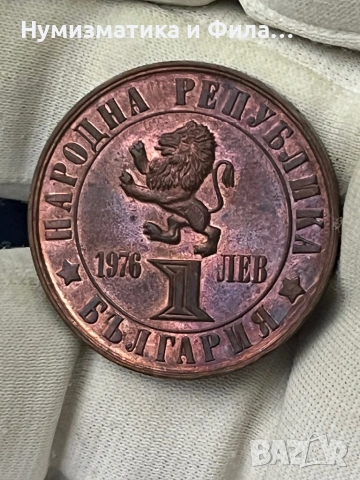 Нумизматика и Фила...
НАРОДНА РЕПУБЛИКА
1976 ЛЕВ
1
БЪЛГАРИЯ
BAZAR